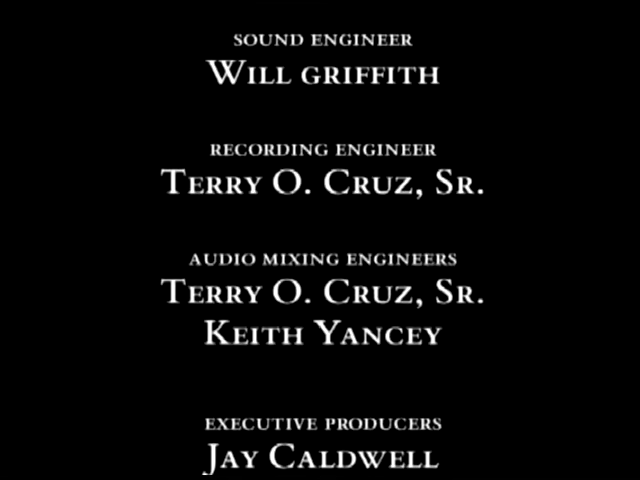 SOUND ENGINEER
WILL GRIFFITH
RECORDING ENGINEER
TERRY O. CRUZ, SR.
AUDIO MIXING ENGINEERS
TERRY O. CRUZ, SR.
KEITH YANCEY
EXECUTIVE PRODUCERS
JAY CALDWELL